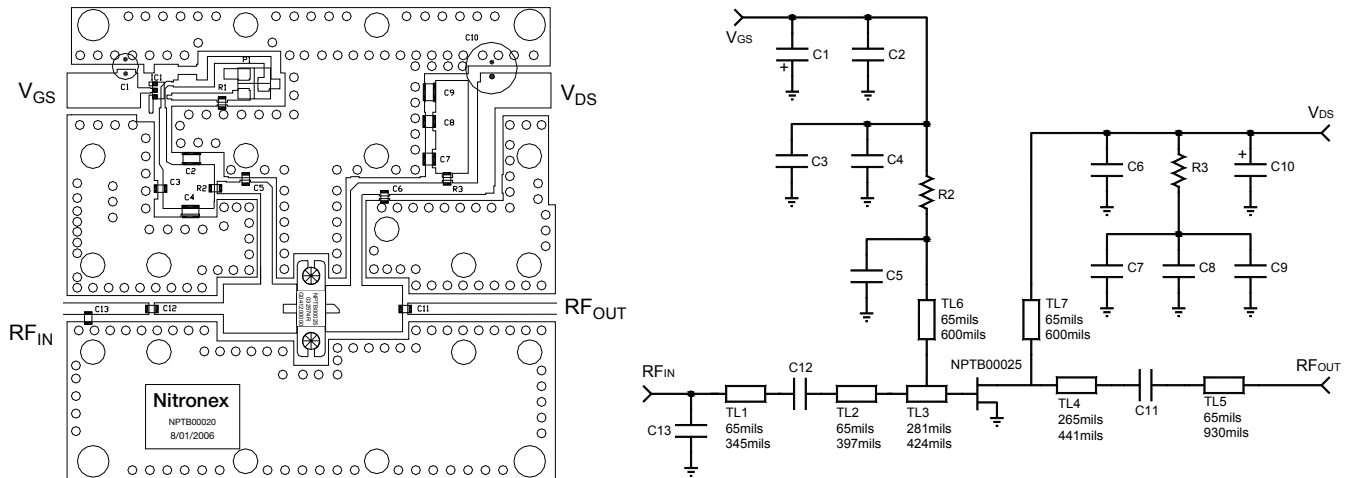 C10
P1
IC1
C1
R1
C9
C8
C7
VGS
VDS
C2
C3
R2
C5
C4
C6
R3
C13
C12
C11
RFIN
RFOUT
Nitronex
NPTB00020
8/01/2006
VGS
C1
+
C2
C3
C4
R2
C5
VDS
C6
R3
+
C10
C7
C8
C9
TL6
65mils
600mils
TL7
65mils
600mils
RFIN
C13
TL1
65mils
345mils
C12
TL2
65mils
397mils
TL3
281mils
424mils
NPTB00025
TL4
265mils
441mils
C11
TL5
65mils
930mils
RFOUT